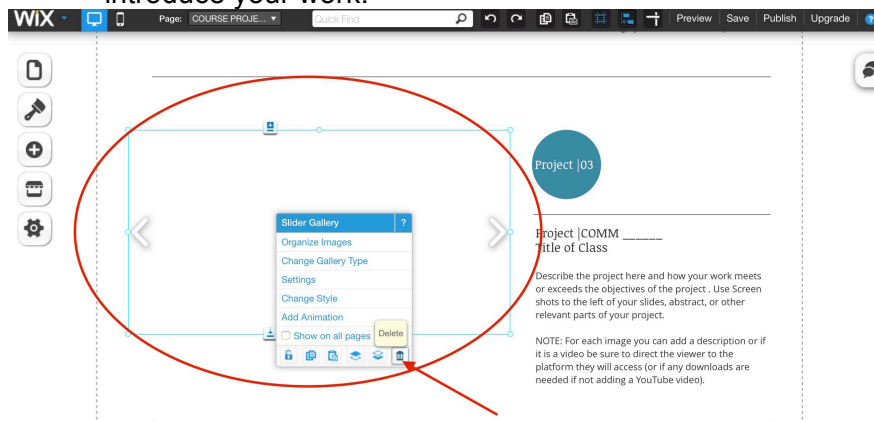 introduce your work.
WiX Page: COURSE PROJE... Quick Find Preview Save Publish Upgrade ?
Project |03
Slider Gallery ?
Organize Images
Change Gallery Type
Settings
Change Style
Add Animation
Show on all pages
Delete
Project |COMM ______
Title of Class
Describe the project here and how your work meets
or exceeds the objectives of the project . Use Screen
shots to the left of your slides, abstract, or other
relevant parts of your project.
NOTE: For each image you can add a description or if
it is a video be sure to direct the viewer to the
platform they will access (or if any downloads are
needed if not adding a YouTube video).